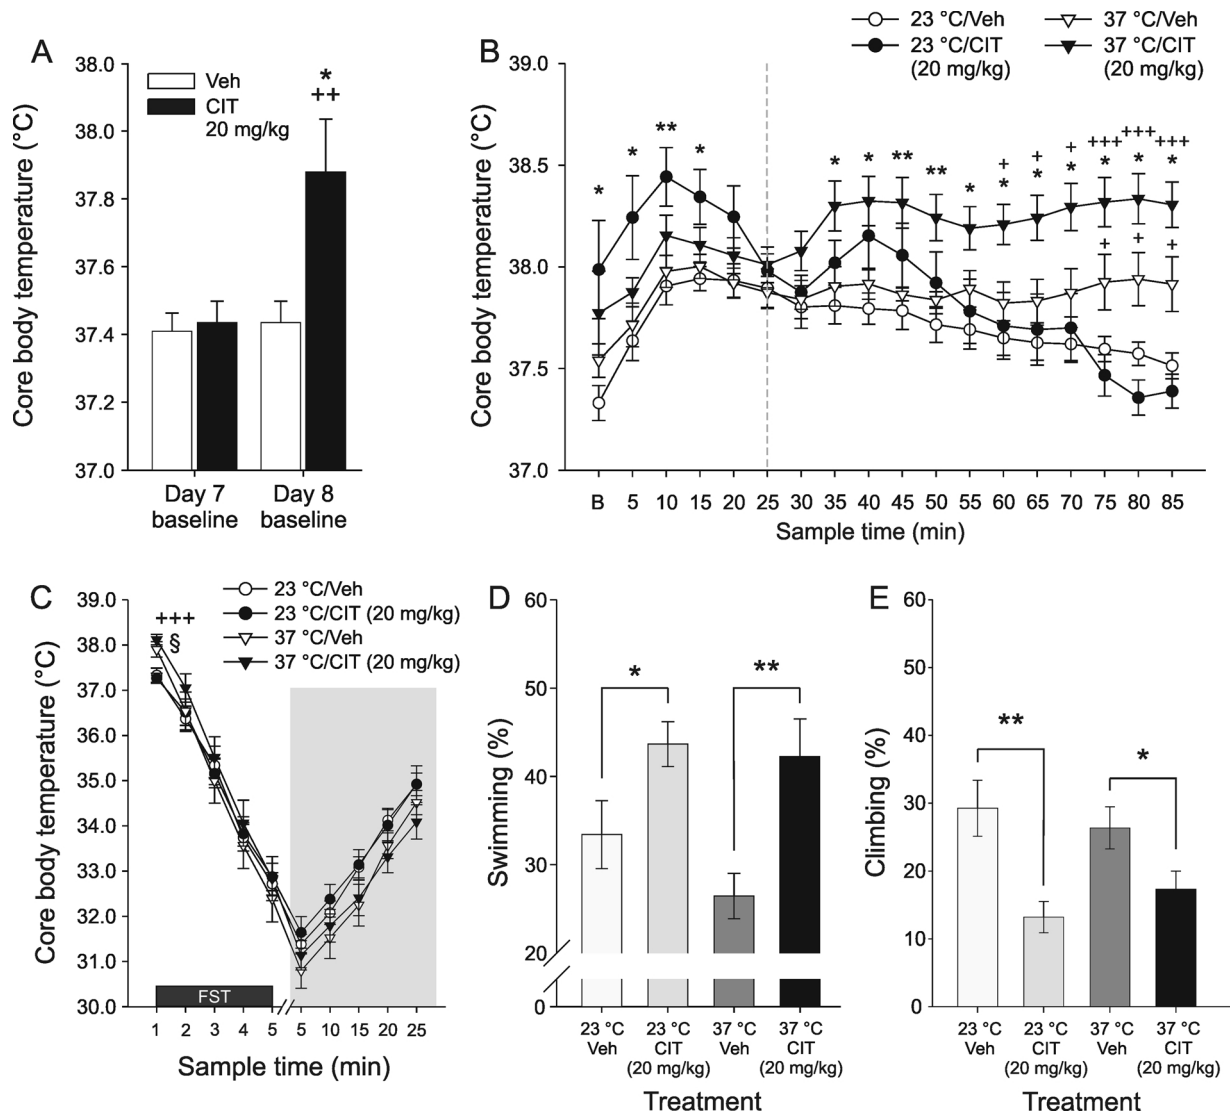 A
Core body temperature (°C)
38.0
38.0
37.8
37.6
37.4
37.2
37.0
Veh
CIT
20 mg/kg
*
++
Day 7
baseline
Day 8
baseline
B
23 °C/Veh
23 °C/CIT
(20 mg/kg)
37 °C/Veh
37 °C/CIT
(20 mg/kg)
Core body temperature (°C)
39.0
38.5
38.0
37.5
37.0
* * ** * * * ** ** * * * * * * *
+ + + +++ +++ +++
+ + +
B 5 10 15 20 25 30 35 40 45 50 55 60 65 70 75 80 85
Sample time (min)
C
23 °C/Veh
23 °C/CIT (20 mg/kg)
37 °C/Veh
37 °C/CIT (20 mg/kg)
Core body temperature (°C)
39.0
38.0
37.0
36.0
35.0
34.0
33.0
32.0
31.0
30.0
+++
§
FST
1 2 3 4 5 5 10 15 20 25
Sample time (min)
D
Swimming (%)
60
50
40
30
20
0
*
**
23 °C
Veh
23 °C
CIT
(20 mg/kg)
37 °C
Veh
37 °C
CIT
(20 mg/kg)
Treatment
E
Climbing (%)
60
50
40
30
20
10
0
**
*
23 °C
Veh
23 °C
CIT
(20 mg/kg)
37 °C
Veh
37 °C
CIT
(20 mg/kg)
Treatment